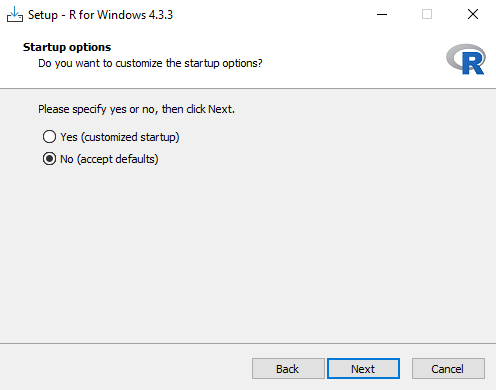 Setup - R for Windows 4.3.3
Startup options
Do you want to customize the startup options?
R
Please specify yes or no, then click Next.
Yes (customized startup)
No (accept defaults)
Back Next Cancel